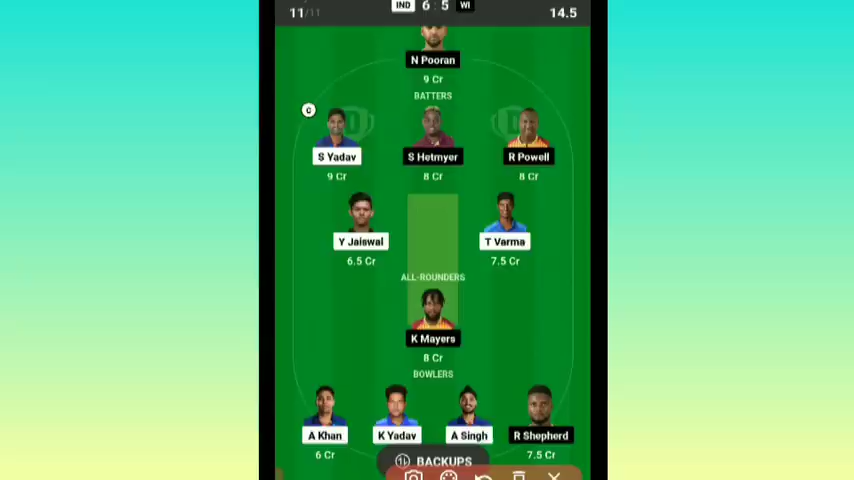 IND 6 : 5 WI
11/11 14.5
N Pooran
9 Cr
BATTERS
C
S Yadav S Hetmyer R Powell
9 Cr 8 Cr 8 Cr
Y Jaiswal T Varma
6.5 Cr 7.5 Cr
ALL-ROUNDERS
K Mayers
8 Cr
BOWLERS
A Khan K Yadav A Singh R Shepherd
6 Cr 7.5 Cr
BACKUPS